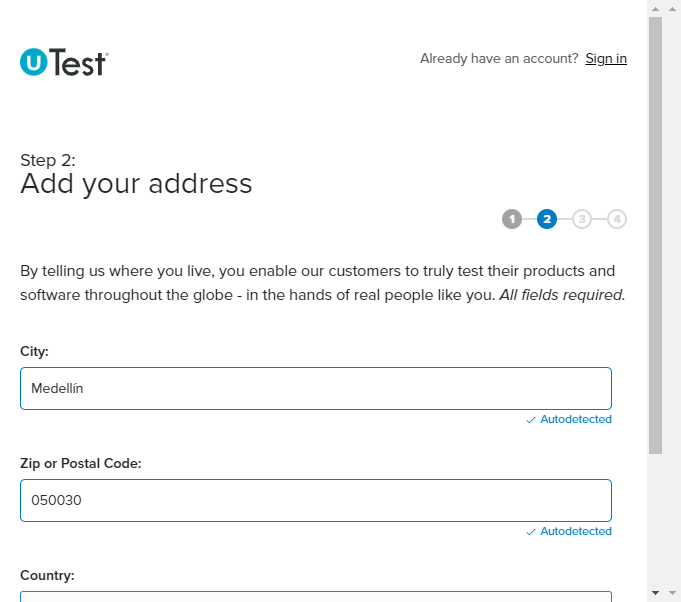 uTest
Already have an account? Sign in
Step 2:
Add your address
1 2 3 4
By telling us where you live, you enable our customers to truly test their products and
software throughout the globe - in the hands of real people like you. All fields required.
City:
Medellín
✓ Autodetected
Zip or Postal Code:
050030
✓ Autodetected
Country: